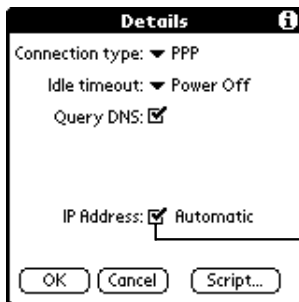 Details
Connection type: PPP
Idle timeout: Power Off
Query DNS:
IP Address: Automatic
OK Cancel Script...